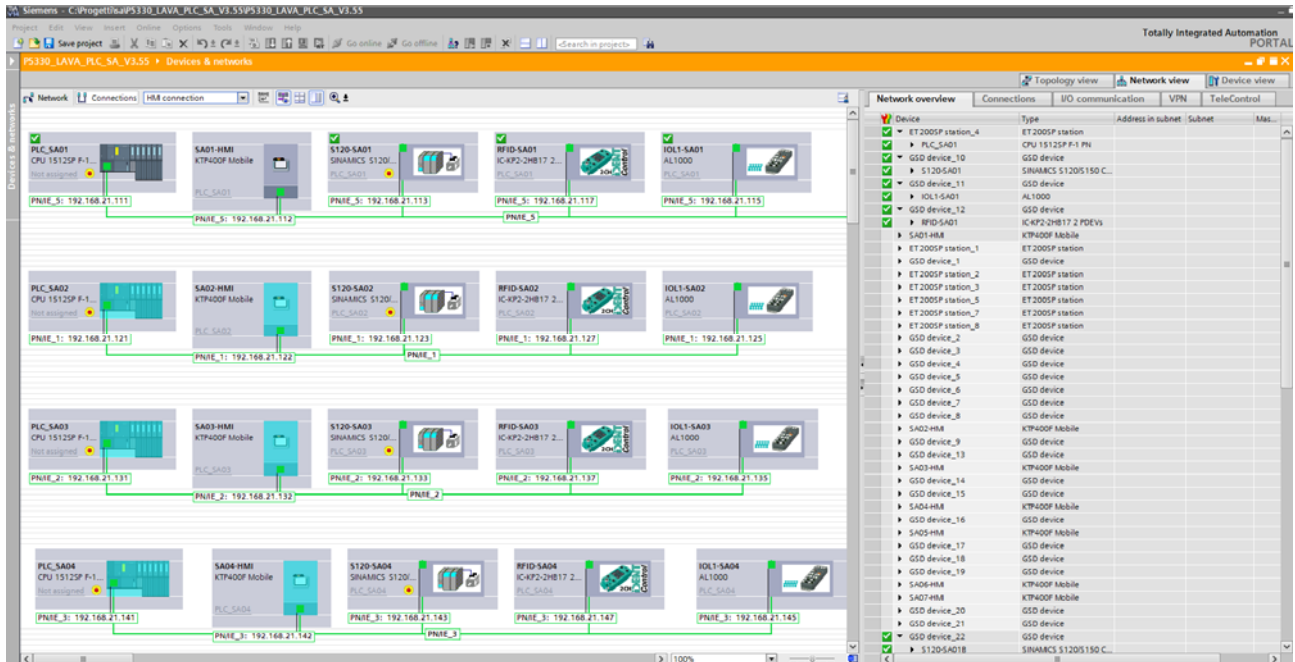 Siemens - C:\Progetti\sa\P5330_LAVA_PLC_SA_V3.55\P5330_LAVA_PLC_SA_V3.55
Project Edit View Insert Online Options Tools Window Help
Save project Go online Go offline <Search in project>
Totally Integrated Automation
PORTAL
P5330_LAVA_PLC_SA_V3.55 › Devices & networks
Devices & networks
Topology view Network view Device view
Network Connections HMI connection
Network overview Connections I/O communication VPN TeleControl
PLC_SA01 SA01-HMI S120-SA01 RFID-SA01 IOL1-SA01
CPU 1512SP F-1... KTP400F Mobile SINAMICS S120/... IC-KP2-2HB17 2... AL1000
Not assigned PLC_SA01 PLC_SA01 PLC_SA01 PLC_SA01
PN/IE_5: 192.168.21.111 PN/IE_5: 192.168.21.113 PN/IE_5: 192.168.21.117 PN/IE_5: 192.168.21.115
PN/IE_5: 192.168.21.112 PN/IE_5
PLC_SA02 SA02-HMI S120-SA02 RFID-SA02 IOL1-SA02
CPU 1512SP F-1... KTP400F Mobile SINAMICS S120/... IC-KP2-2HB17 2... AL1000
Not assigned PLC_SA02 PLC_SA02 PLC_SA02 PLC_SA02
PN/IE_1: 192.168.21.121 PN/IE_1: 192.168.21.123 PN/IE_1: 192.168.21.127 PN/IE_1: 192.168.21.125
PN/IE_1: 192.168.21.122 PN/IE_1
PLC_SA03 SA03-HMI S120-SA03 RFID-SA03 IOL1-SA03
CPU 1512SP F-1... KTP400F Mobile SINAMICS S120/... IC-KP2-2HB17 2... AL1000
Not assigned PLC_SA03 PLC_SA03 PLC_SA03 PLC_SA03
PN/IE_2: 192.168.21.131 PN/IE_2: 192.168.21.133 PN/IE_2: 192.168.21.137 PN/IE_2: 192.168.21.135
PN/IE_2: 192.168.21.132 PN/IE_2
PLC_SA04 SA04-HMI S120-SA04 RFID-SA04 IOL1-SA04
CPU 1512SP F-1... KTP400F Mobile SINAMICS S120/... IC-KP2-2HB17 2... AL1000
Not assigned PLC_SA04 PLC_SA04 PLC_SA04 PLC_SA04
PN/IE_3: 192.168.21.141 PN/IE_3: 192.168.21.143 PN/IE_3: 192.168.21.147 PN/IE_3: 192.168.21.145
PN/IE_3: 192.168.21.142 PN/IE_3
100%
Device Type Address in subnet Subnet Mas...
ET 200SP station_4 ET 200SP station
PLC_SA01 CPU 1512SP F-1 PN
GSD device_10 GSD device
S120-SA01 SINAMICS S120/S150 C...
GSD device_11 GSD device
IOL1-SA01 AL1000
GSD device_12 GSD device
RFID-SA01 IC-KP2-2HB17 2 PDEVs
SA01-HMI KTP400F Mobile
ET 200SP station_1 ET 200SP station
GSD device_1 GSD device
ET 200SP station_2 ET 200SP station
ET 200SP station_3 ET 200SP station
ET 200SP station_5 ET 200SP station
ET 200SP station_7 ET 200SP station
ET 200SP station_8 ET 200SP station
GSD device_2 GSD device
GSD device_3 GSD device
GSD device_4 GSD device
GSD device_5 GSD device
GSD device_6 GSD device
GSD device_7 GSD device
GSD device_8 GSD device
SA02-HMI KTP400F Mobile
GSD device_9 GSD device
GSD device_13 GSD device
SA03-HMI KTP400F Mobile
GSD device_14 GSD device
GSD device_15 GSD device
SA04-HMI KTP400F Mobile
GSD device_16 GSD device
SA05-HMI KTP400F Mobile
GSD device_17 GSD device
GSD device_18 GSD device
GSD device_19 GSD device
SA06-HMI KTP400F Mobile
SA07-HMI KTP400F Mobile
GSD device_20 GSD device
GSD device_21 GSD device
GSD device_22 GSD device
S120-SA01B SINAMICS S120/S150 C...